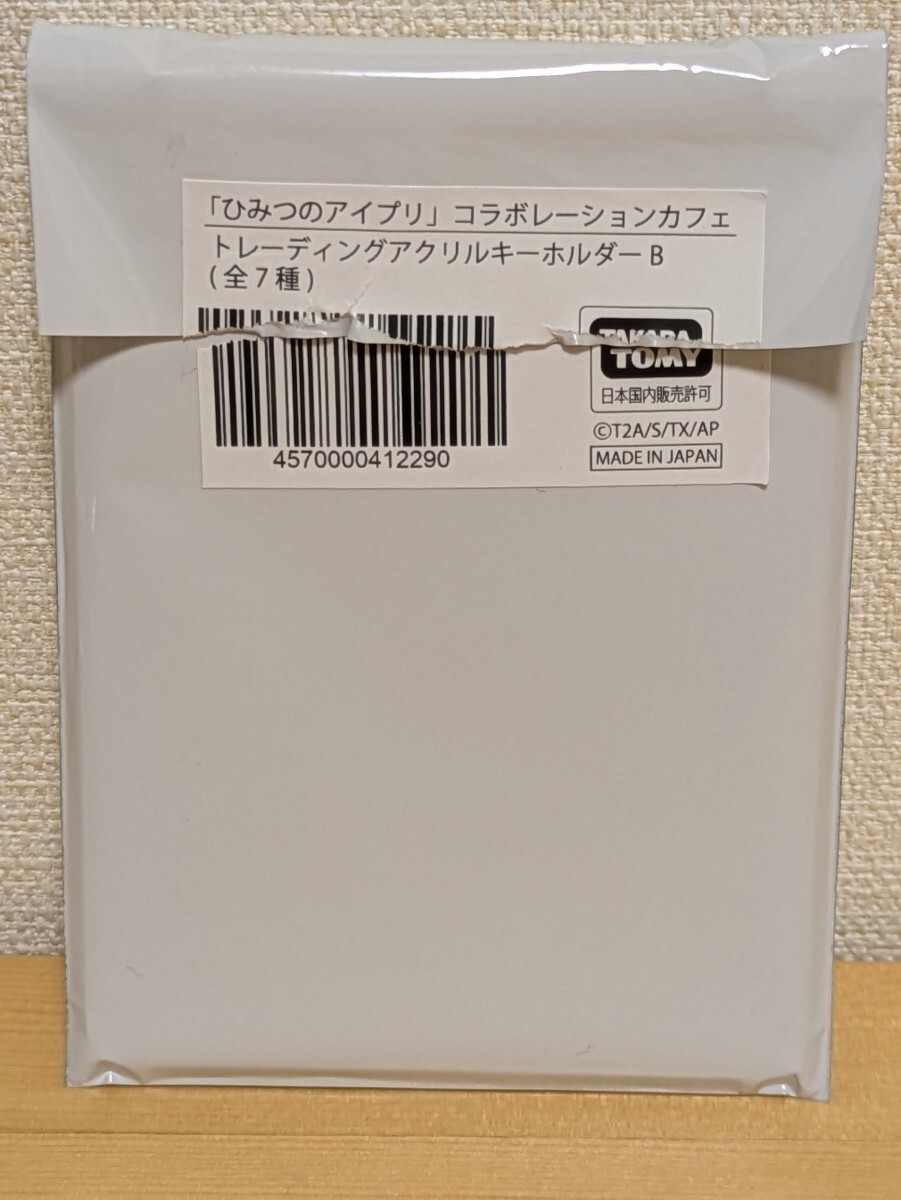 「ひみつのアイプリ」コラボレーションカフェ
トレーディングアクリルキーホルダー B
(全7種)
4570000412290
TAKARA
TOMY
日本国内販売許可
©T2A/S/TX/AP
MADE IN JAPAN